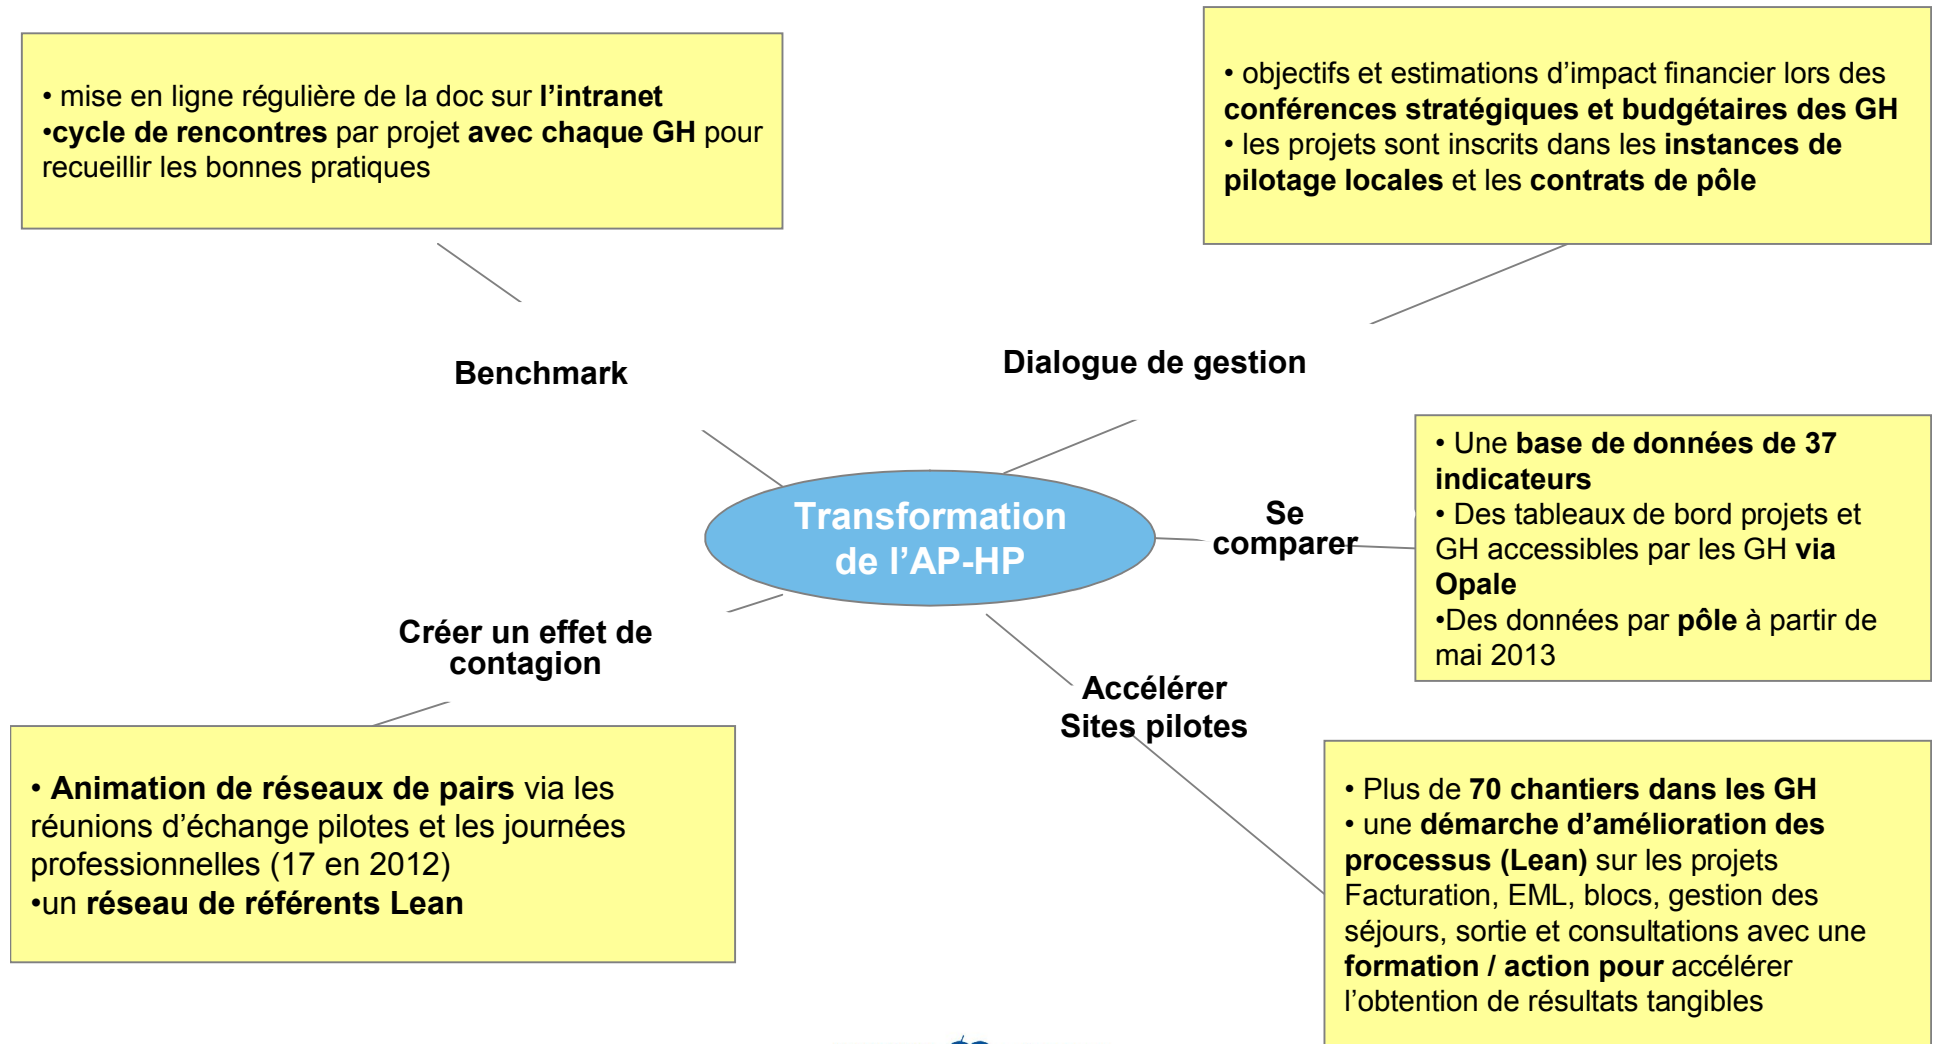 • mise en ligne régulière de la doc sur l’intranet
•cycle de rencontres par projet avec chaque GH pour
recueillir les bonnes pratiques
• objectifs et estimations d’impact financier lors des
conférences stratégiques et budgétaires des GH
• les projets sont inscrits dans les instances de
pilotage locales et les contrats de pôle
Benchmark
Dialogue de gestion
Transformation
de l’AP-HP
Se
comparer
• Une base de données de 37
indicateurs
• Des tableaux de bord projets et
GH accessibles par les GH via
Opale
•Des données par pôle à partir de
mai 2013
Créer un effet de
contagion
Accélérer
Sites pilotes
• Animation de réseaux de pairs via les
réunions d’échange pilotes et les journées
professionnelles (17 en 2012)
•un réseau de référents Lean
• Plus de 70 chantiers dans les GH
• une démarche d’amélioration des
processus (Lean) sur les projets
Facturation, EML, blocs, gestion des
séjours, sortie et consultations avec une
formation / action pour accélérer
l’obtention de résultats tangibles